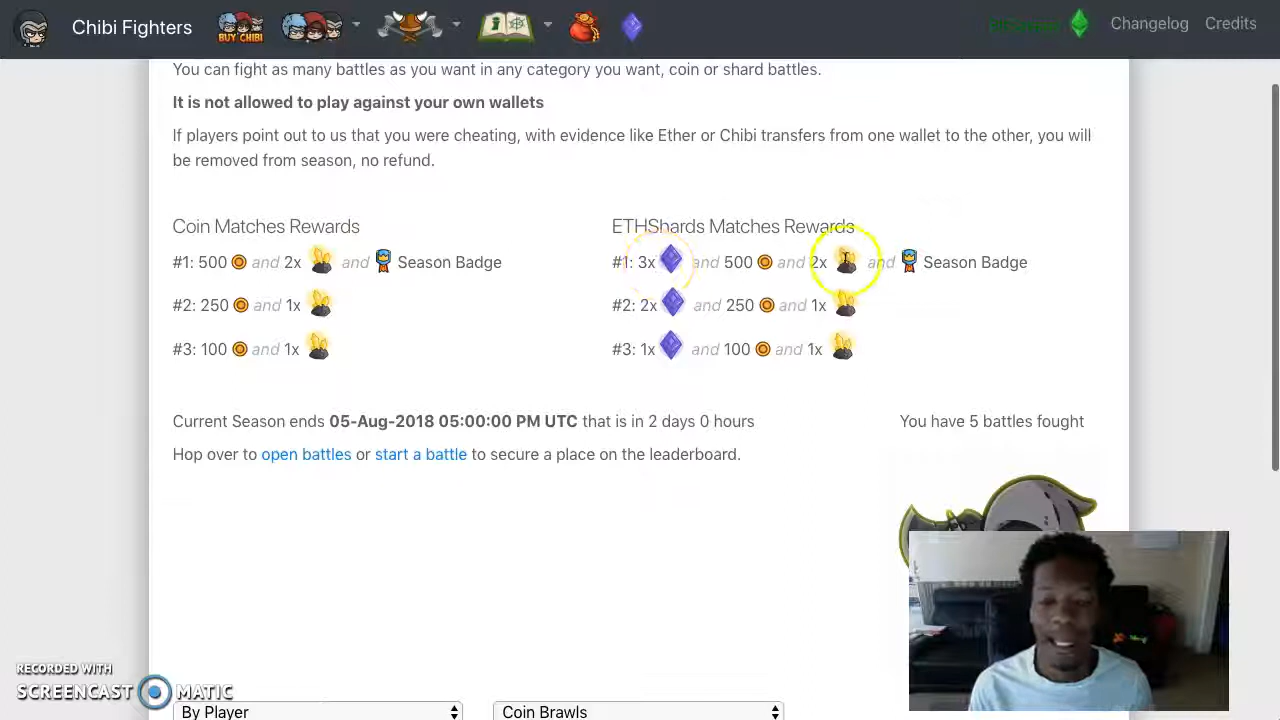 Chibi Fighters
BUY CHIBI
Changelog
Credits
You can fight as many battles as you want in any category you want, coin or shard battles.
It is not allowed to play against your own wallets
If players point out to us that you were cheating, with evidence like Ether or Chibi transfers from one wallet to the other, you will
be removed from season, no refund.
Coin Matches Rewards
#1: 500 and 2x and Season Badge
#2: 250 and 1x
#3: 100 and 1x
ETHShards Matches Rewards
#1: 3x and 500 and 2x and Season Badge
#2: 2x and 250 and 1x
#3: 1x and 100 and 1x
Current Season ends 05-Aug-2018 05:00:00 PM UTC that is in 2 days 0 hours
You have 5 battles fought
Hop over to open battles or start a battle to secure a place on the leaderboard.
RECORDED WITH
SCREENCAST MATIC
By Player
Coin Brawls